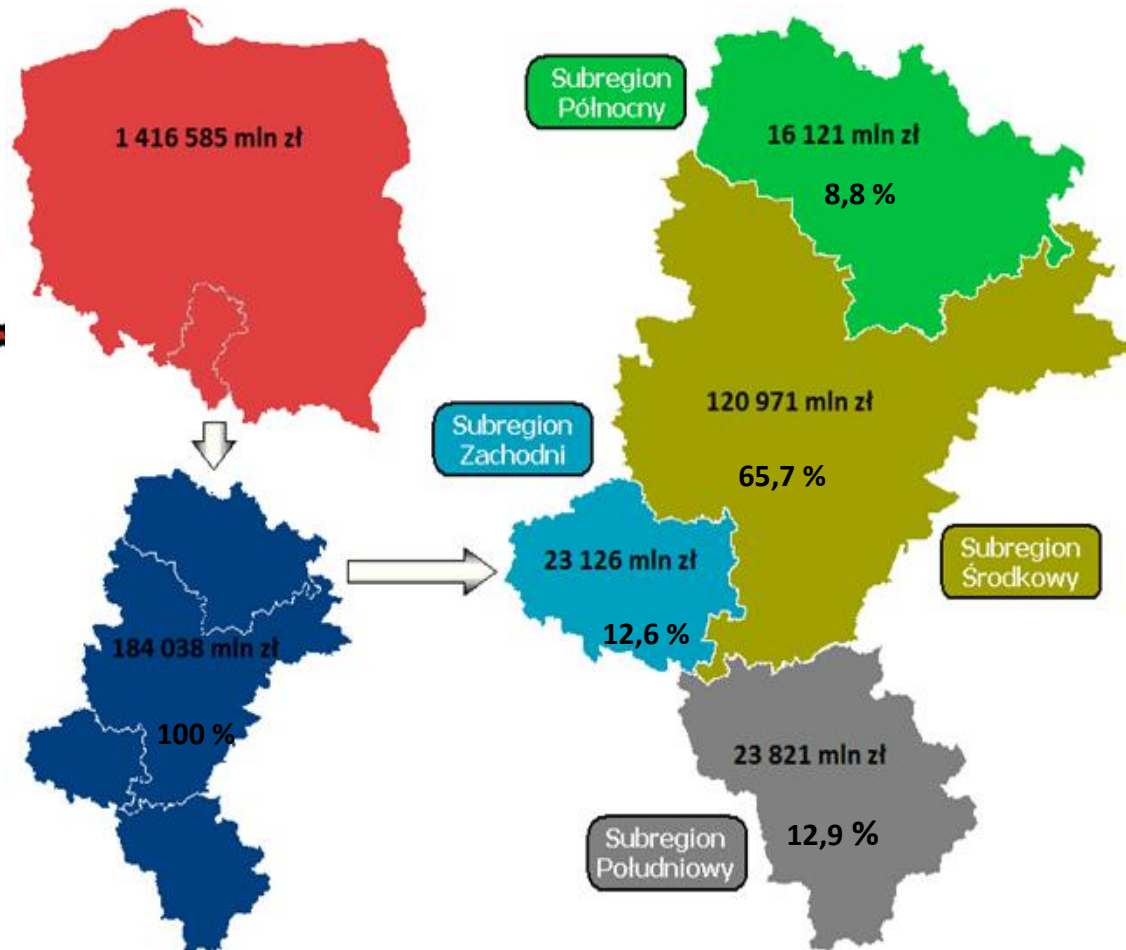 1 416 585 mln zł
Subregion
Północny
16 121 mln zł
8,8 %
120 971 mln zł
65,7 %
Subregion
Zachodni
23 126 mln zł
12,6 %
Subregion
Środkowy
184 038 mln zł
100 %
23 821 mln zł
12,9 %
Subregion
Południowy